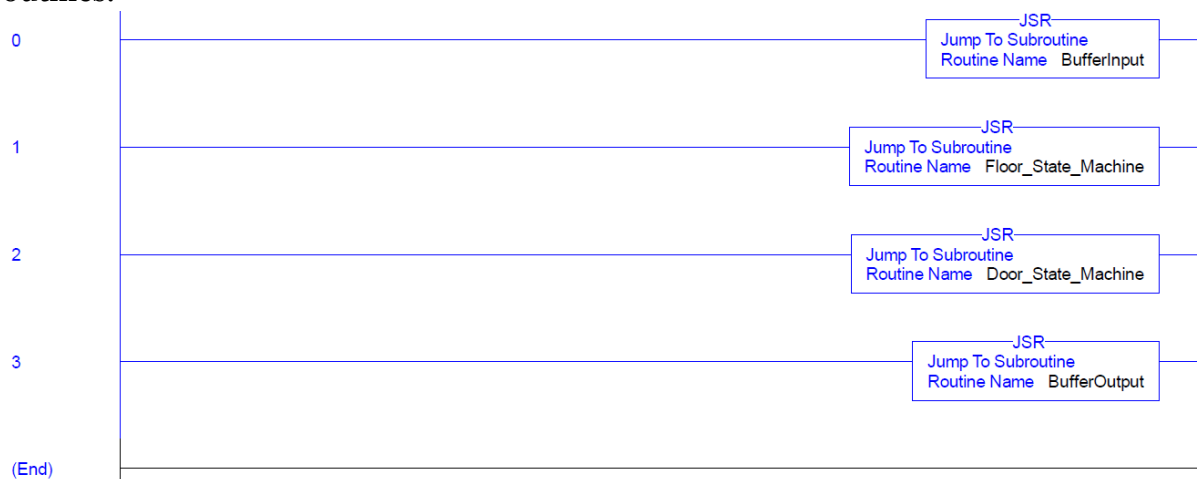 0
JSR
Jump To Subroutine
Routine Name BufferInput
1
JSR
Jump To Subroutine
Routine Name Floor_State_Machine
2
JSR
Jump To Subroutine
Routine Name Door_State_Machine
3
JSR
Jump To Subroutine
Routine Name BufferOutput
(End)